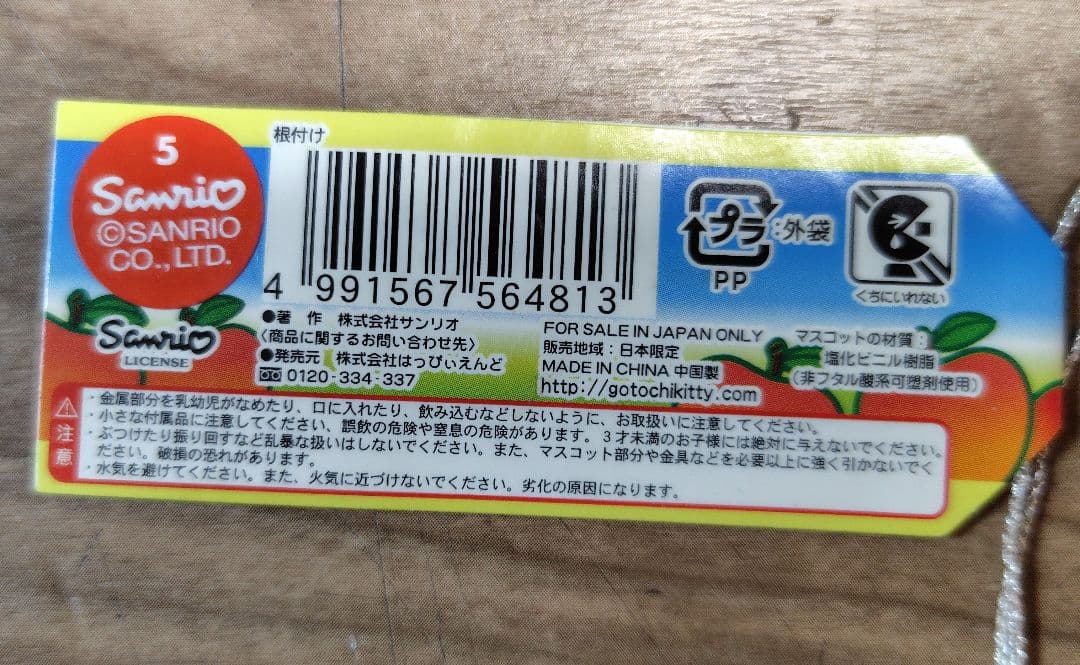 5
Sanrio
©SANRIO
CO., LTD.
Sanrio
LICENSE
根付け
4 991567 564813
プラ:外袋
PP
くちにいれない
●著 作 株式会社サンリオ
〈商品に関するお問い合わせ先〉
●発売元 株式会社はっぴぃえんど
0120-334-337
FOR SALE IN JAPAN ONLY
販売地域:日本限定
MADE IN CHINA 中国製
http://gotochikitty.com
マスコットの材質:
塩化ビニル樹脂
(非フタル酸系可塑剤使用)
注意
・金属部分を乳幼児がなめたり、口に入れたり、飲み込むなどしないように、お取扱いに注意してください。
・小さな付属品に注意してください、誤飲の危険や窒息の危険があります。3才未満のお子様には絶対に与えないでください。
・ぶつけたり振り回すなど乱暴な扱いはしないでください。また、マスコット部分や金具などを必要以上に強く引かないでく
ださい。破損の恐れがあります。
・水気を避けてください。また、火気に近づけないでください。劣化の原因になります。